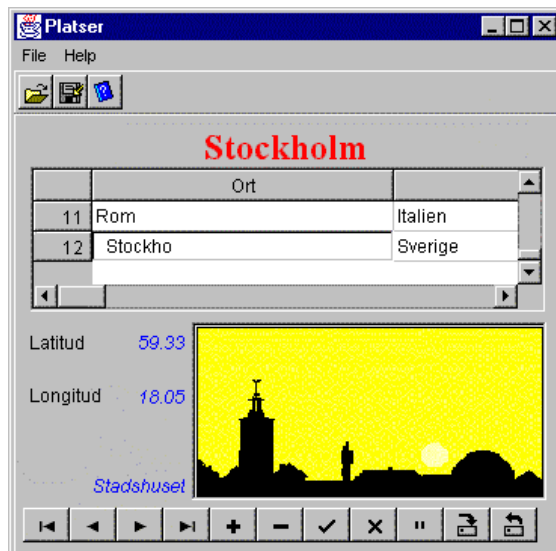 Platser
File Help
Stockholm
Ort
11 Rom Italien
12 Stockho Sverige
Latitud 59.33
Longitud 18.05
Stadshuset